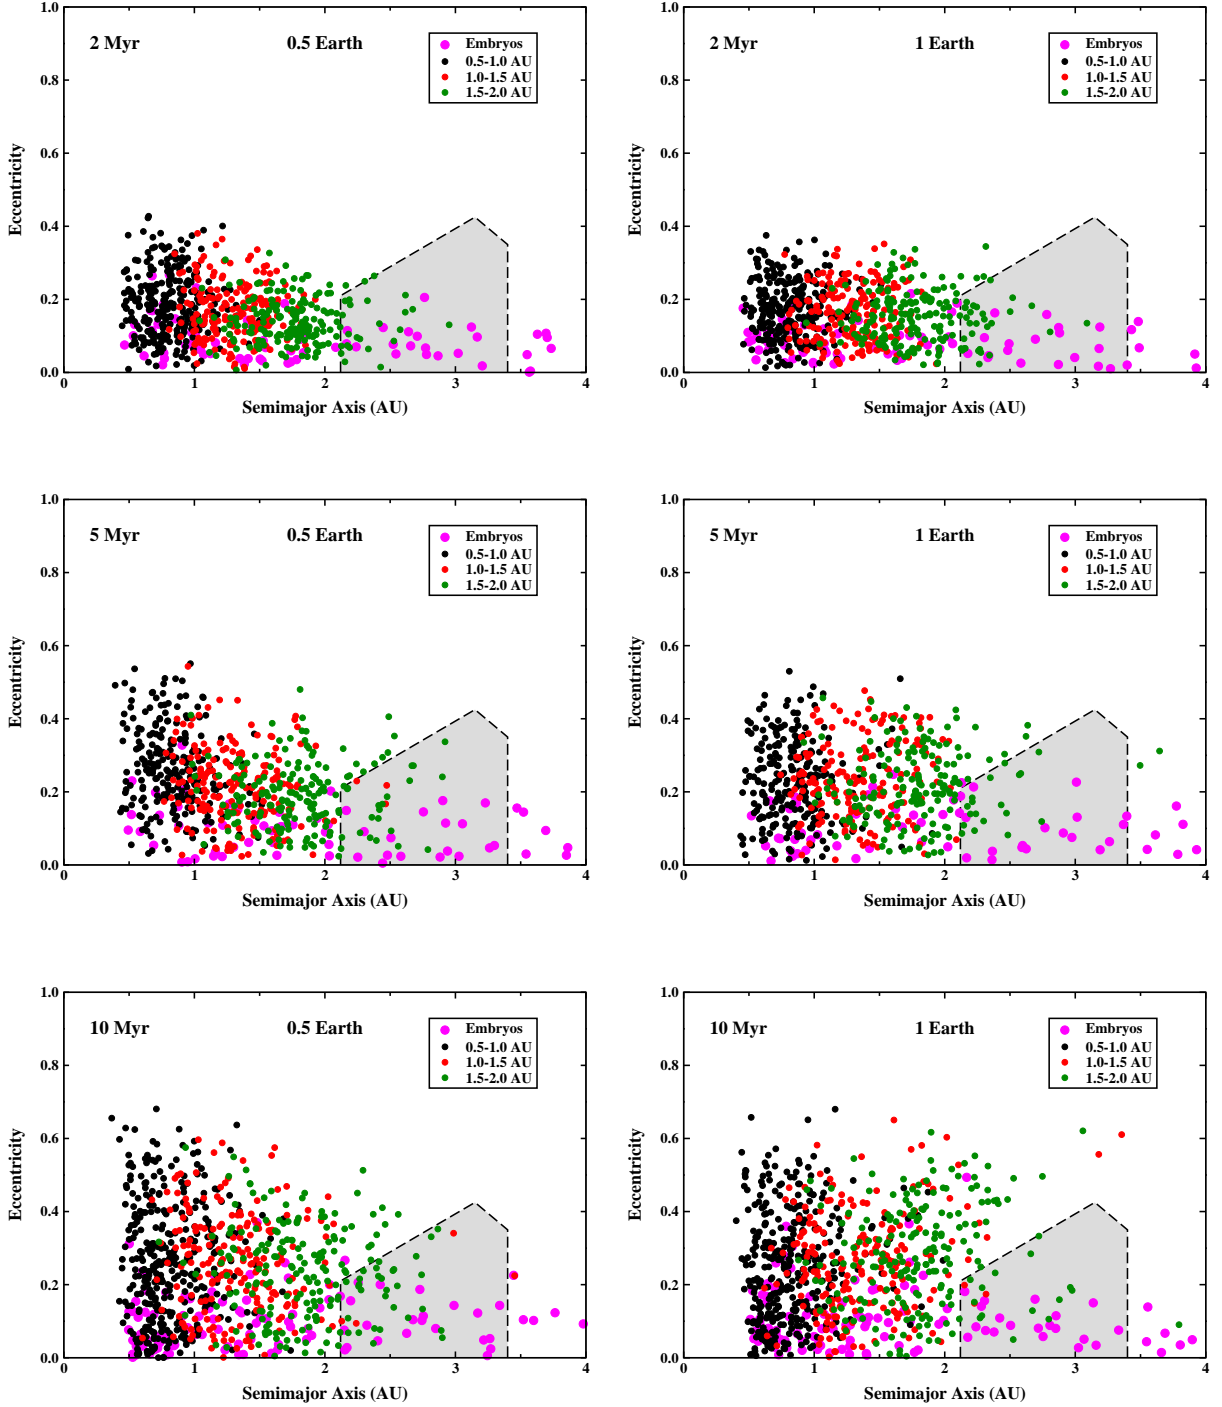 2 Myr 0.5 Earth
Embryos
0.5-1.0 AU
1.0-1.5 AU
1.5-2.0 AU
1.0
0.8
0.6
0.4
0.2
0.0
Eccentricity
0 1 2 3 4
Semimajor Axis (AU)
2 Myr 1 Earth
Embryos
0.5-1.0 AU
1.0-1.5 AU
1.5-2.0 AU
1.0
0.8
0.6
0.4
0.2
0.0
Eccentricity
0 1 2 3 4
Semimajor Axis (AU)
5 Myr 0.5 Earth
Embryos
0.5-1.0 AU
1.0-1.5 AU
1.5-2.0 AU
1.0
0.8
0.6
0.4
0.2
0.0
Eccentricity
0 1 2 3 4
Semimajor Axis (AU)
5 Myr 1 Earth
Embryos
0.5-1.0 AU
1.0-1.5 AU
1.5-2.0 AU
1.0
0.8
0.6
0.4
0.2
0.0
Eccentricity
0 1 2 3 4
Semimajor Axis (AU)
10 Myr 0.5 Earth
Embryos
0.5-1.0 AU
1.0-1.5 AU
1.5-2.0 AU
1.0
0.8
0.6
0.4
0.2
0.0
Eccentricity
0 1 2 3 4
Semimajor Axis (AU)
10 Myr 1 Earth
Embryos
0.5-1.0 AU
1.0-1.5 AU
1.5-2.0 AU
1.0
0.8
0.6
0.4
0.2
0.0
Eccentricity
0 1 2 3 4
Semimajor Axis (AU)